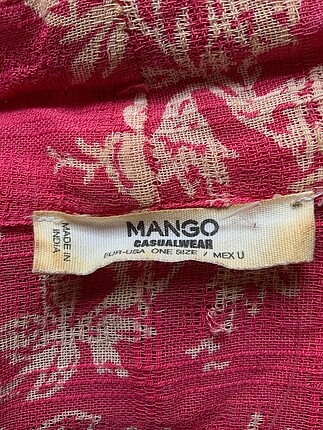 MADE IN
INDIA
MANGO
CASUALWEAR
EUR-USA ONE SIZE / MEX U